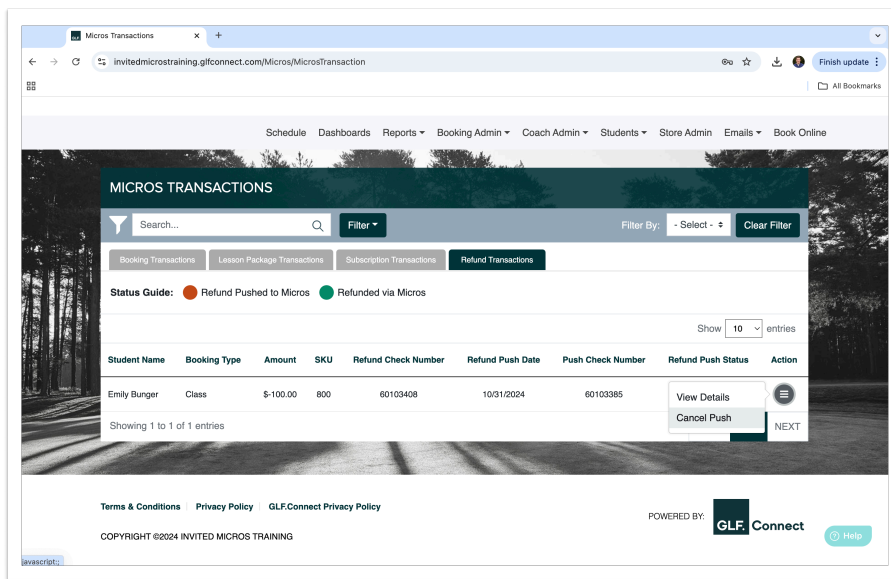 GLF. Micros Transactions × +
invitedmicrostraining.glfconnect.com/Micros/MicrosTransaction Finish update
All Bookmarks
Schedule Dashboards Reports Booking Admin Coach Admin Students Store Admin Emails Book Online
MICROS TRANSACTIONS
Search... Filter Filter By: - Select - Clear Filter
Booking Transactions Lesson Package Transactions Subscription Transactions Refund Transactions
Status Guide: Refund Pushed to Micros Refunded via Micros
Show 10 entries
Student Name Booking Type Amount SKU Refund Check Number Refund Push Date Push Check Number Refund Push Status Action
Emily Bunger Class $-100.00 800 60103408 10/31/2024 60103385
View Details
Cancel Push
Showing 1 to 1 of 1 entries NEXT
Terms & Conditions Privacy Policy GLF.Connect Privacy Policy
POWERED BY: GLF. Connect
COPYRIGHT ©2024 INVITED MICROS TRAINING
Help
javascript:;